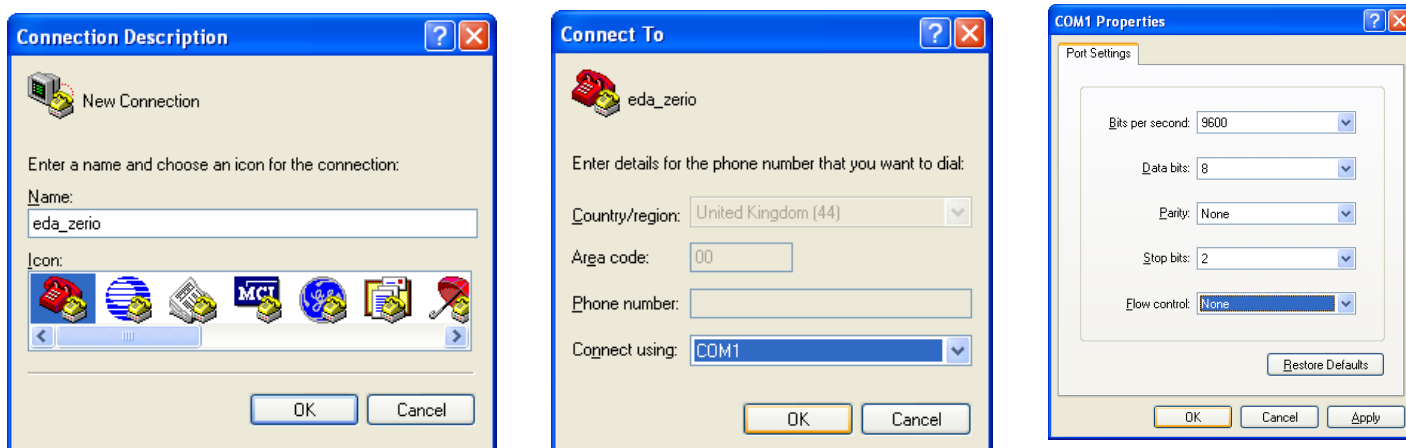 Connection Description
New Connection
Enter a name and choose an icon for the connection:
Name:
eda_zerio
Icon:
MCI
OK Cancel
Connect To
eda_zerio
Enter details for the phone number that you want to dial:
Country/region: United Kingdom (44)
Area code: 00
Phone number:
Connect using: COM1
OK Cancel
COM1 Properties
Port Settings
Bits per second: 9600
Data bits: 8
Parity: None
Stop bits: 2
Flow control: None
Restore Defaults
OK Cancel Apply